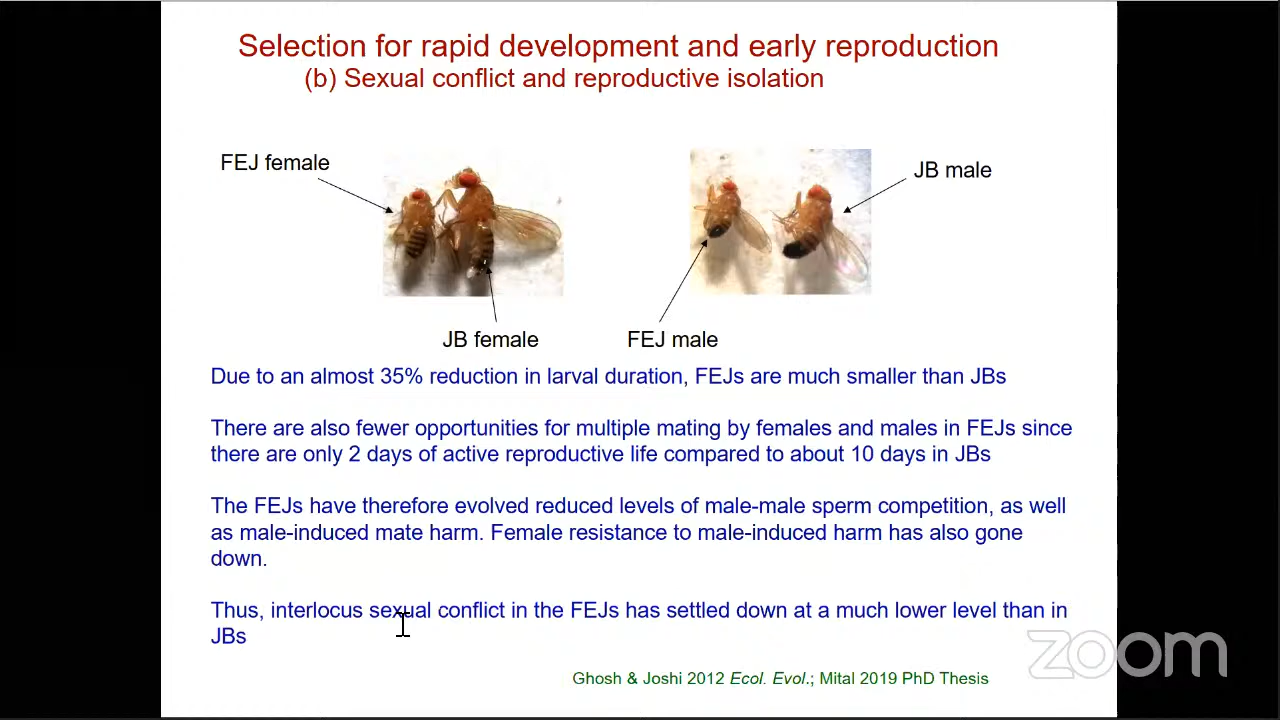 Selection for rapid development and early reproduction
(b) Sexual conflict and reproductive isolation
FEJ female
JB male
JB female
FEJ male
Due to an almost 35% reduction in larval duration, FEJs are much smaller than JBs
There are also fewer opportunities for multiple mating by females and males in FEJs since
there are only 2 days of active reproductive life compared to about 10 days in JBs
The FEJs have therefore evolved reduced levels of male-male sperm competition, as well
as male-induced mate harm. Female resistance to male-induced harm has also gone
down.
Thus, interlocus sexual conflict in the FEJs has settled down at a much lower level than in
JBs
zoom
Ghosh & Joshi 2012 Ecol. Evol.; Mital 2019 PhD Thesis